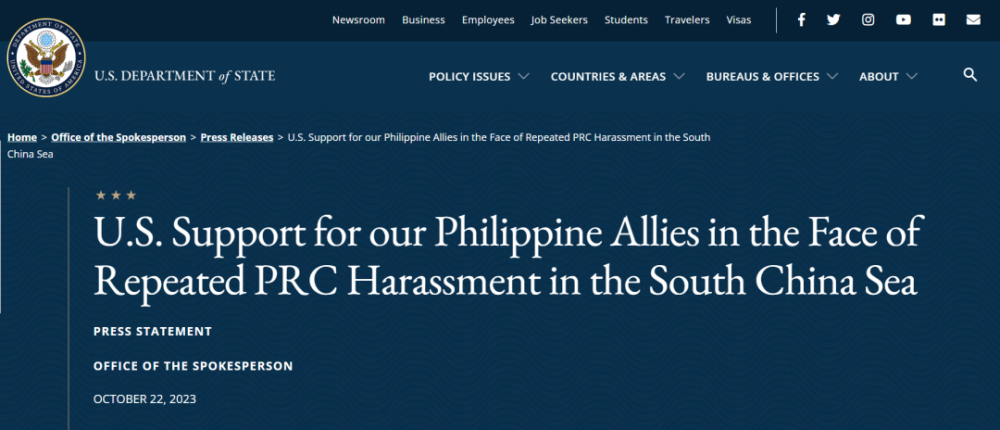 Newsroom Business Employees Job Seekers Students Travelers Visas
DEPARTMENT OF STATE
UNITED STATES OF AMERICA
U.S. DEPARTMENT of STATE
POLICY ISSUES COUNTRIES & AREAS BUREAUS & OFFICES ABOUT
Home > Office of the Spokesperson > Press Releases > U.S. Support for our Philippine Allies in the Face of Repeated PRC Harassment in the South
China Sea
U.S. Support for our Philippine Allies in the Face of
Repeated PRC Harassment in the South China Sea
PRESS STATEMENT
OFFICE OF THE SPOKESPERSON
OCTOBER 22, 2023